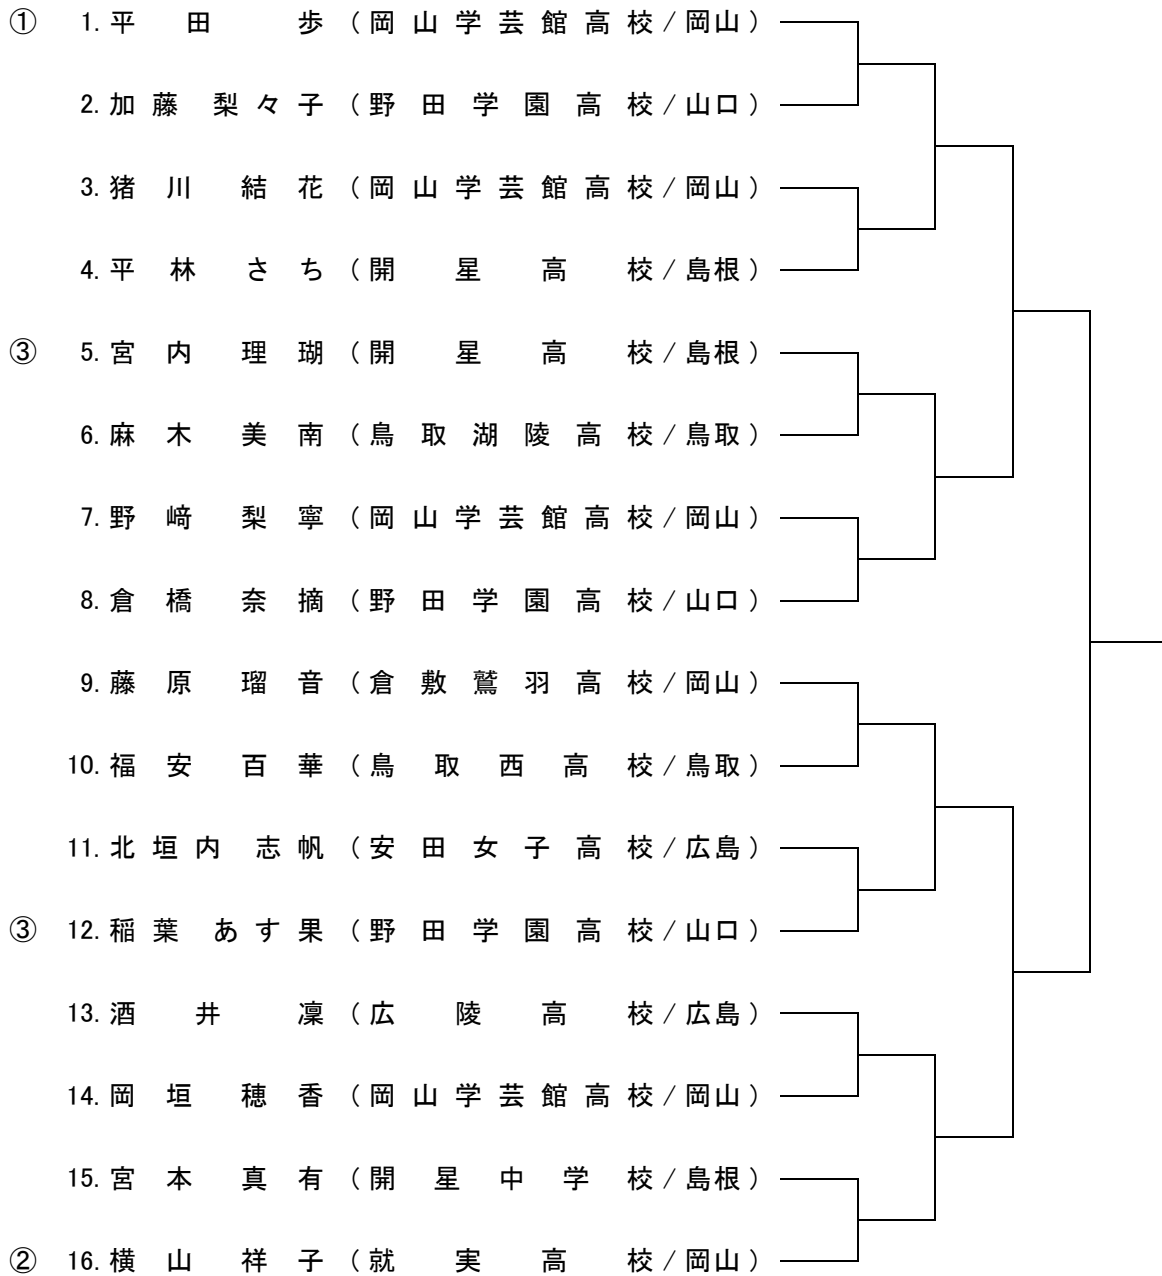 ① 1. 平田 歩 (岡山学芸館高校/岡山)
2. 加藤 梨々子 (野田学園高校/山口)
3. 猪川 結花 (岡山学芸館高校/岡山)
4. 平林 さち (開星高校/島根)
③ 5. 宮内 理瑚 (開星高校/島根)
6. 麻木 美南 (鳥取湖陵高校/鳥取)
7. 野﨑 梨寧 (岡山学芸館高校/岡山)
8. 倉橋 奈摘 (野田学園高校/山口)
9. 藤原 瑠音 (倉敷鷲羽高校/岡山)
10. 福安 百華 (鳥取西高校/鳥取)
11. 北垣内 志帆 (安田女子高校/広島)
③ 12. 稲葉 あす果 (野田学園高校/山口)
13. 酒井 凜 (広陵高校/広島)
14. 岡垣 穂香 (岡山学芸館高校/岡山)
15. 宮本 真有 (開星中学校/島根)
② 16. 横山 祥子 (就実高校/岡山)